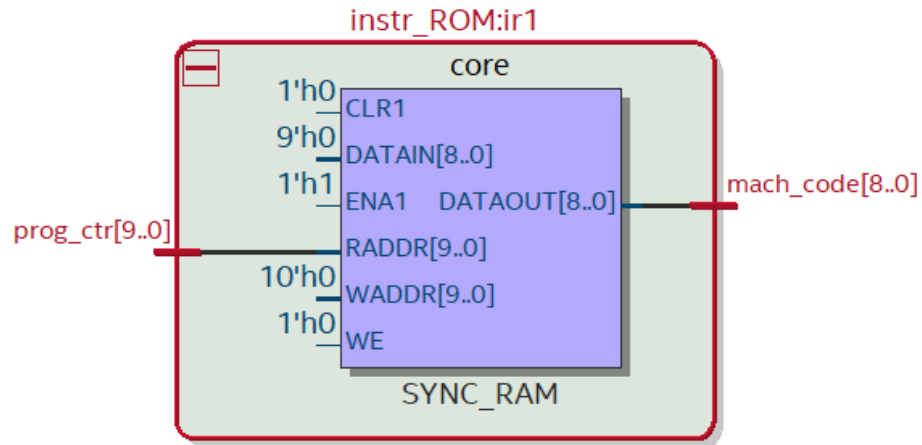 instr_ROM:ir1
core
1'h0
CLR1
9'h0
DATAIN[8..0]
1'h1
ENA1
DATAOUT[8..0]
mach_code[8..0]
prog_ctr[9..0]
RADDR[9..0]
10'h0
WADDR[9..0]
1'h0
WE
SYNC_RAM